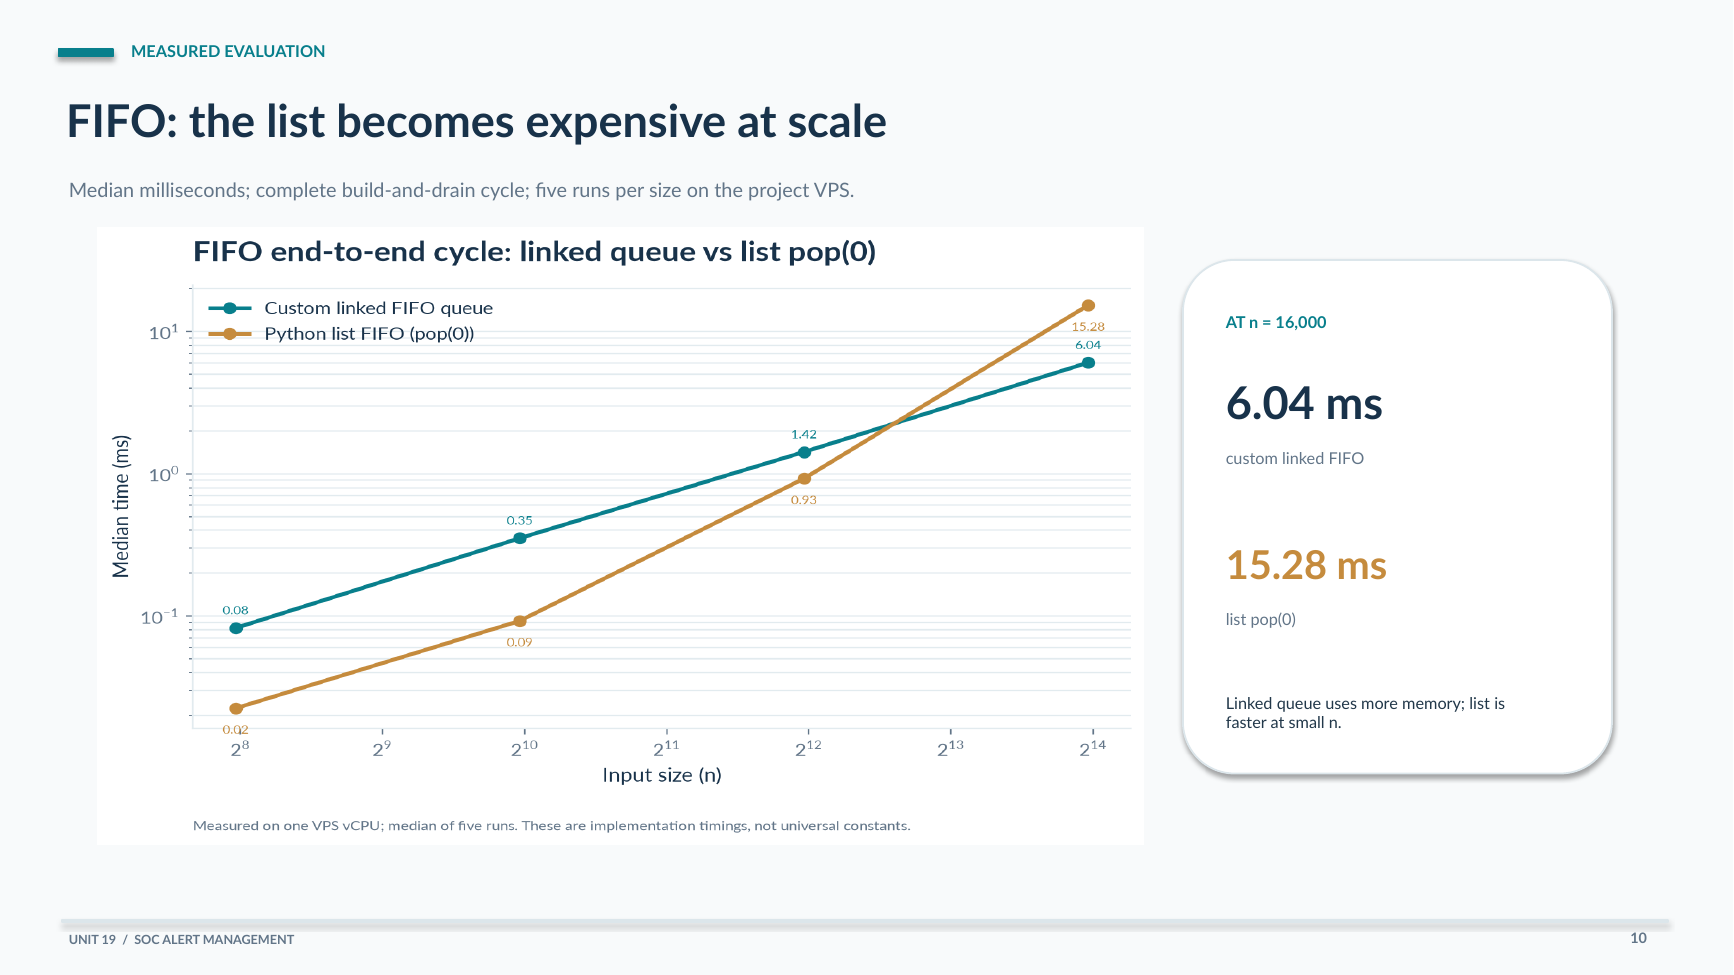 MEASURED EVALUATION
FIFO: the list becomes expensive at scale
Median milliseconds; complete build-and-drain cycle; five runs per size on the project VPS.
FIFO end-to-end cycle: linked queue vs list pop(0)
Custom linked FIFO queue
Python list FIFO (pop(0))
Median time (ms)
10¹
10⁰
10⁻¹
0.08
0.35
1.42
6.04
0.02
0.09
0.93
15.28
2⁸
2⁹
2¹⁰
2¹¹
2¹²
2¹³
2¹⁴
Input size (n)
Measured on one VPS vCPU; median of five runs. These are implementation timings, not universal constants.
AT n = 16,000
6.04 ms
custom linked FIFO
15.28 ms
list pop(0)
Linked queue uses more memory; list is
faster at small n.
UNIT 19 / SOC ALERT MANAGEMENT
10